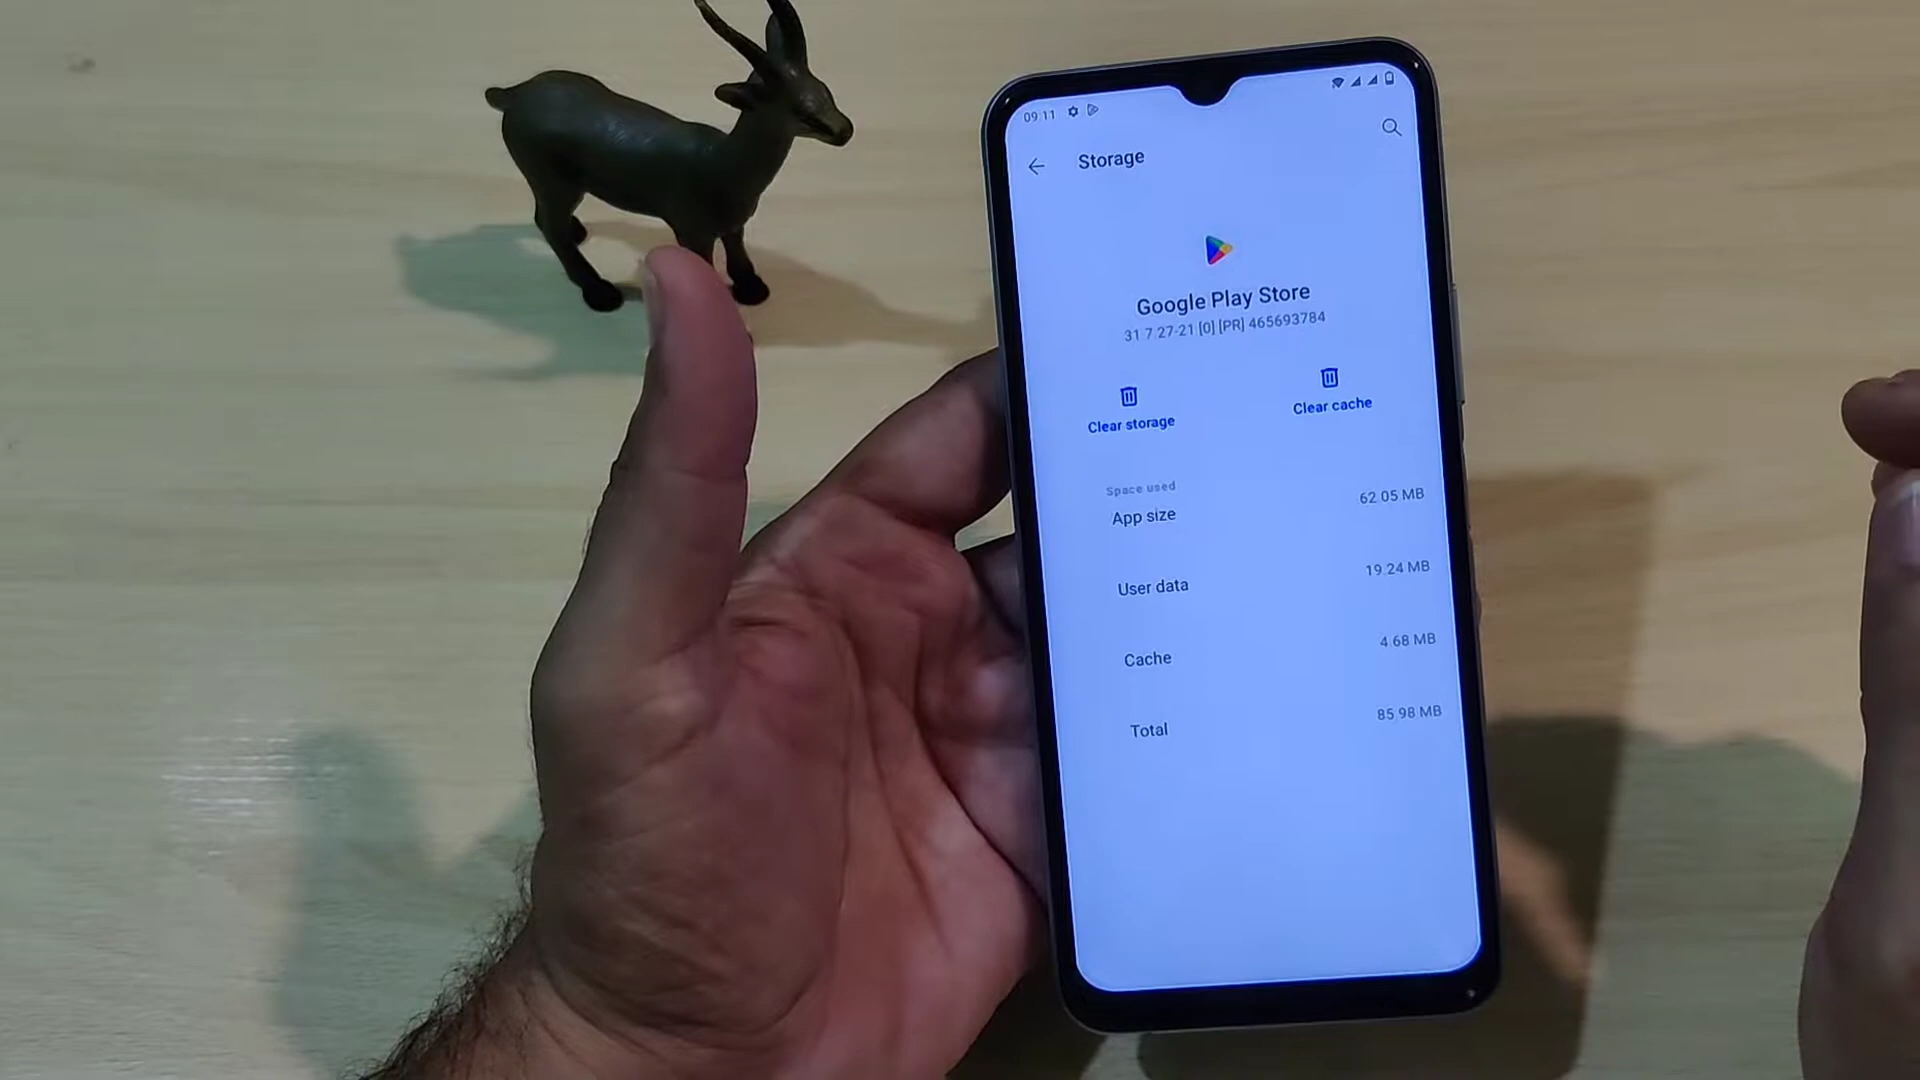 09:11
Storage
Google Play Store
31 7 27-21 [0] [PR] 465693784
Clear storage
Clear cache
Space used
App size
62.05 MB
User data
19.24 MB
Cache
4.68 MB
Total
85.98 MB